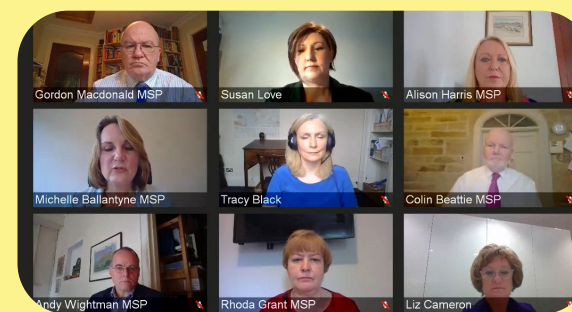 Gordon Macdonald MSP
Susan Love
Alison Harris MSP
Michelle Ballantyne MSP
Tracy Black
Colin Beattie MSP
Andy Wightman MSP
Rhoda Grant MSP
Liz Cameron